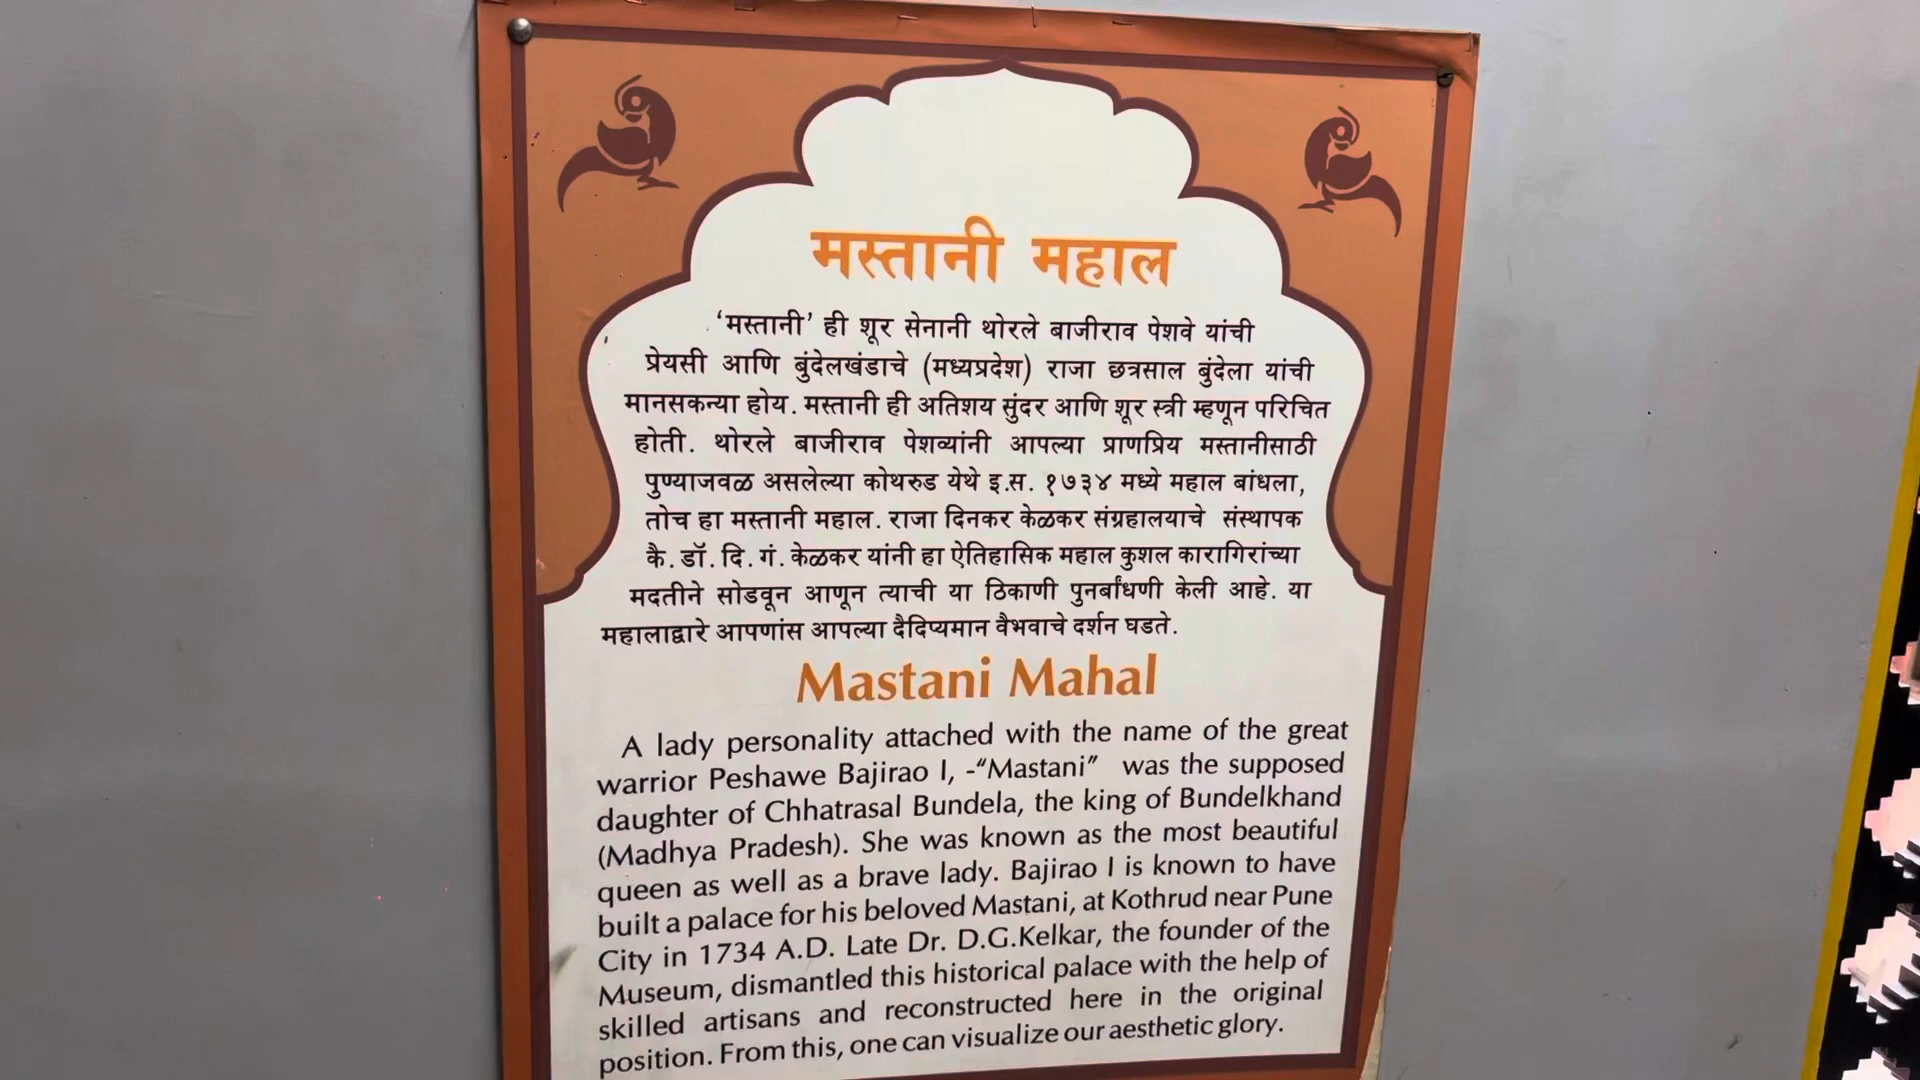 मस्तानी महाल
‘मस्तानी’ ही शूर सेनानी थोरले बाजीराव पेशवे यांची
प्रेयसी आणि बुंदेलखंडाचे (मध्यप्रदेश) राजा छत्रसाल बुंदेला यांची
मानसकन्या होय. मस्तानी ही अतिशय सुंदर आणि शूर स्त्री म्हणून परिचित
होती. थोरले बाजीराव पेशव्यांनी आपल्या प्राणप्रिय मस्तानीसाठी
पुण्याजवळ असलेल्या कोथरुड येथे इ.स. १७३४ मध्ये महाल बांधला,
तोच हा मस्तानी महाल. राजा दिनकर केळकर संग्रहालयाचे संस्थापक
कै. डॉ. दि. गं. केळकर यांनी हा ऐतिहासिक महाल कुशल कारागिरांच्या
मदतीने सोडवून आणून त्याची या ठिकाणी पुनर्बांधणी केली आहे. या
महालाद्वारे आपणांस आपल्या दैदिप्यमान वैभवाचे दर्शन घडते.
Mastani Mahal
A lady personality attached with the name of the great
warrior Peshawe Bajirao I, -“Mastani” was the supposed
daughter of Chhatrasal Bundela, the king of Bundelkhand
(Madhya Pradesh). She was known as the most beautiful
queen as well as a brave lady. Bajirao I is known to have
built a palace for his beloved Mastani, at Kothrud near Pune
City in 1734 A.D. Late Dr. D.G.Kelkar, the founder of the
Museum, dismantled this historical palace with the help of
skilled artisans and reconstructed here in the original
position. From this, one can visualize our aesthetic glory.